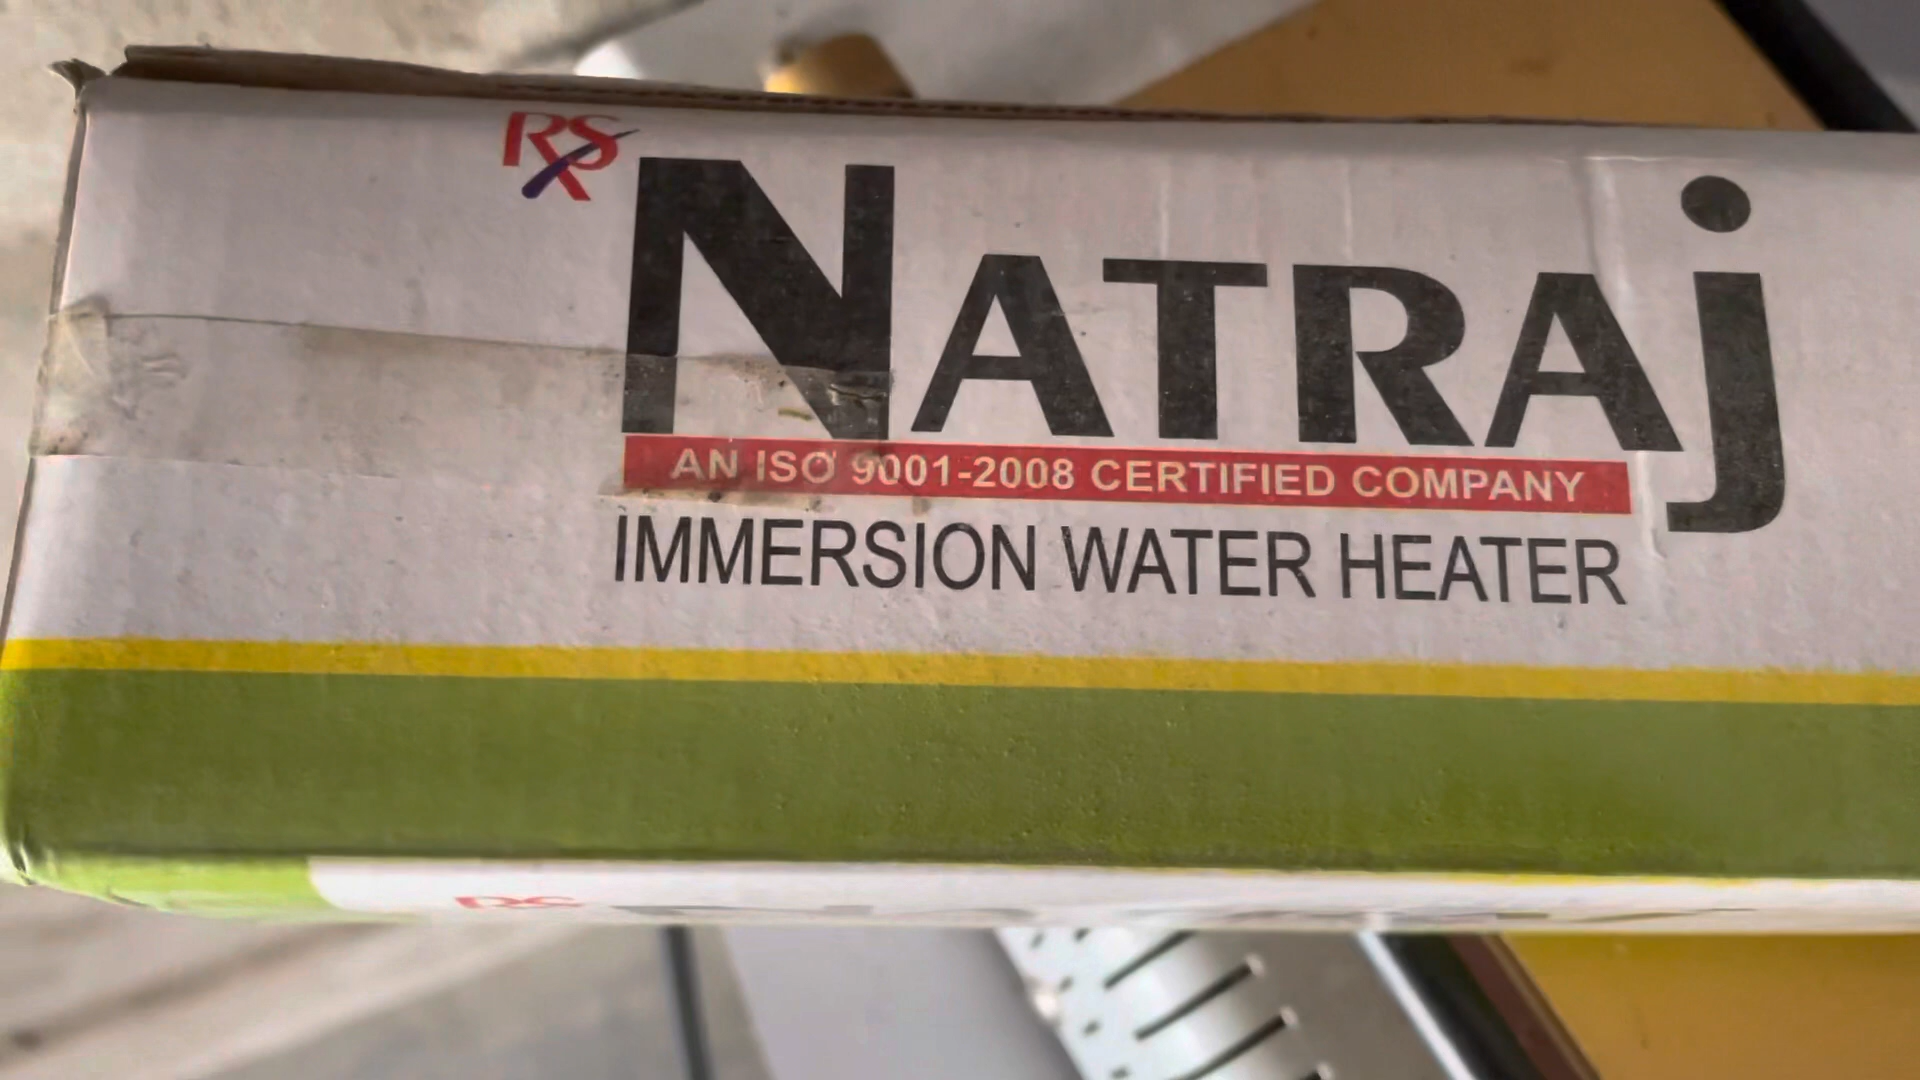 RS
NATRAj
AN ISO 9001-2008 CERTIFIED COMPANY
IMMERSION WATER HEATER